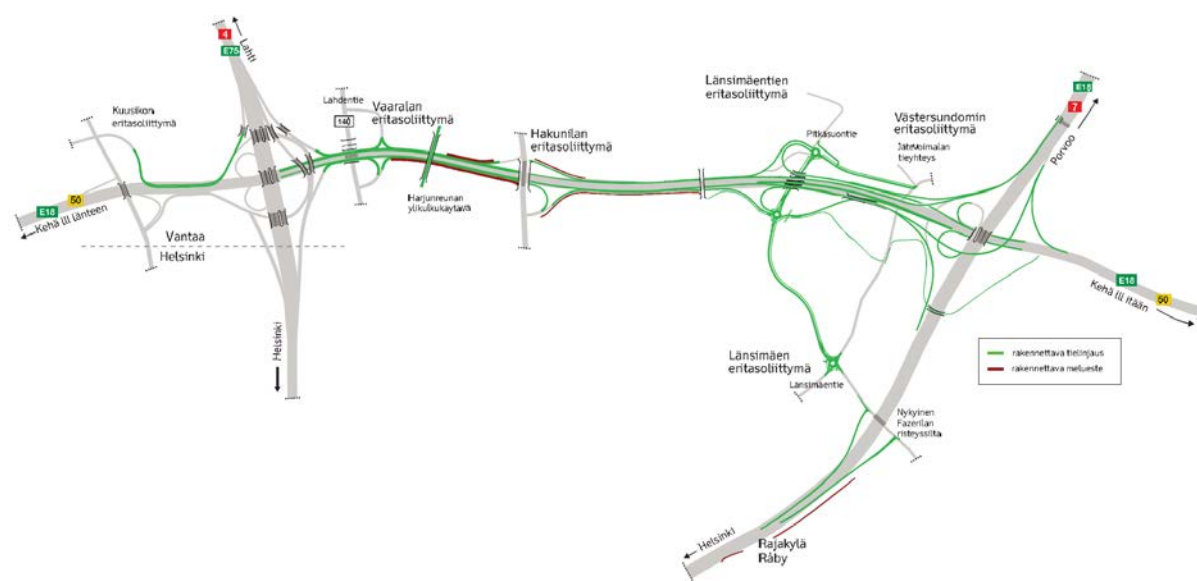 4
E75
Lahti
Kuusikon
eritasoliittymä
Lahdentie
140
Vaaralan
eritasoliittymä
Hakunilan
eritasoliittymä
Länsimäentien
eritasoliittymä
Pitkäsuontie
Västersundomin
eritasoliittymä
Jätevoimalan
tieyhteys
E18
7
Porvoo
E18
50
Kehä III länteen
Harjunreunan
ylikulkukäytävä
Vantaa
Helsinki
Helsinki
E18
50
Kehä III itään
Länsimäen
eritasoliittymä
Länsimäentie
rakennettava tielinjaus
rakennettava melueste
Nykyinen
Fazerilan
risteyssilta
Helsinki
Rajakylä
Råby